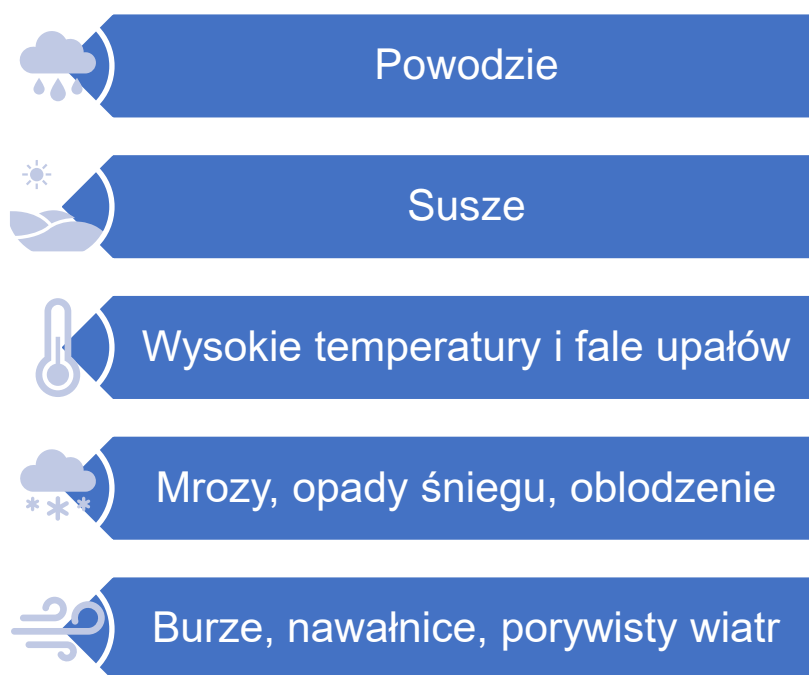 Powodzie
Susze
Wysokie temperatury i fale upałów
Mrozy, opady śniegu, oblodzenie
Burze, nawałnice, porywisty wiatr